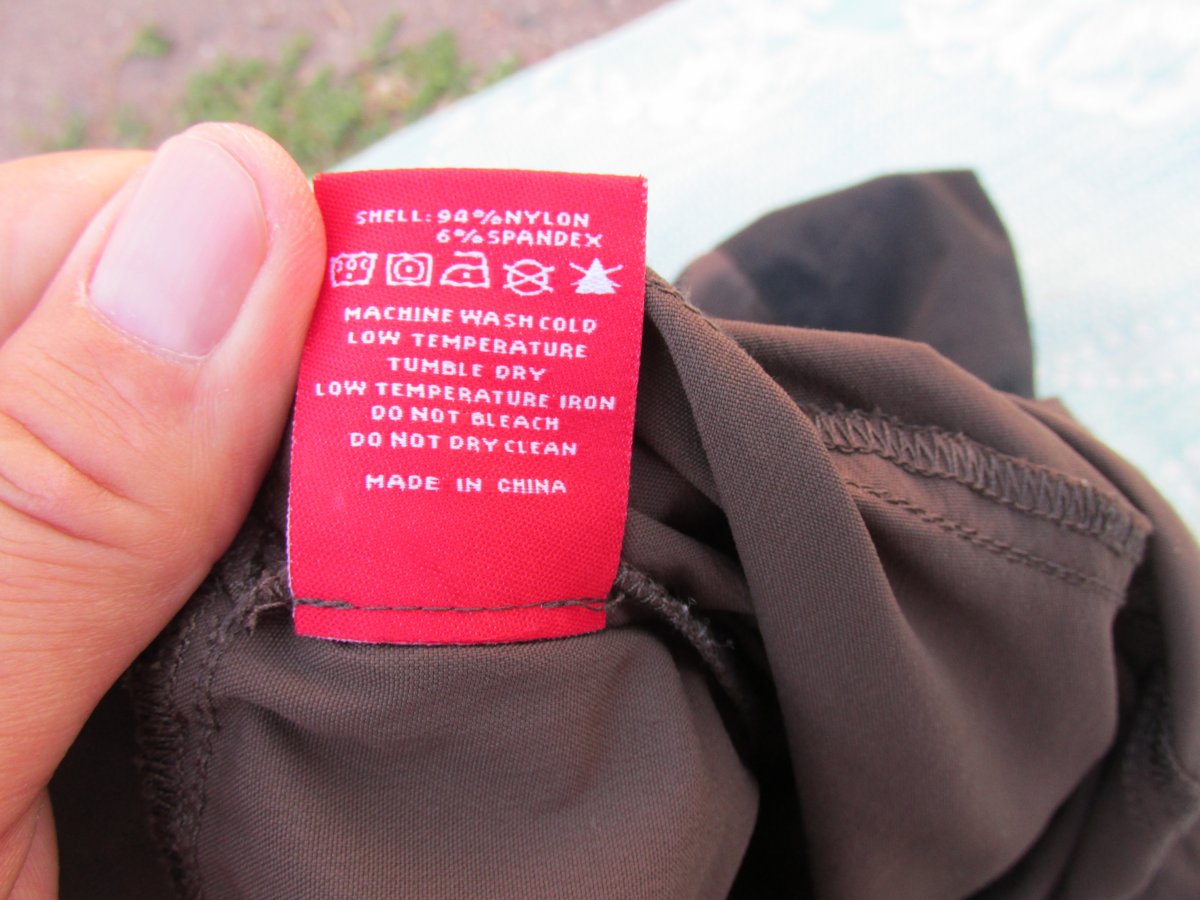 SHELL: 94%NYLON
6%SPANDEX
MACHINE WASH COLD
LOW TEMPERATURE
TUMBLE DRY
LOW TEMPERATURE IRON
DO NOT BLEACH
DO NOT DRY CLEAN
MADE IN CHINA